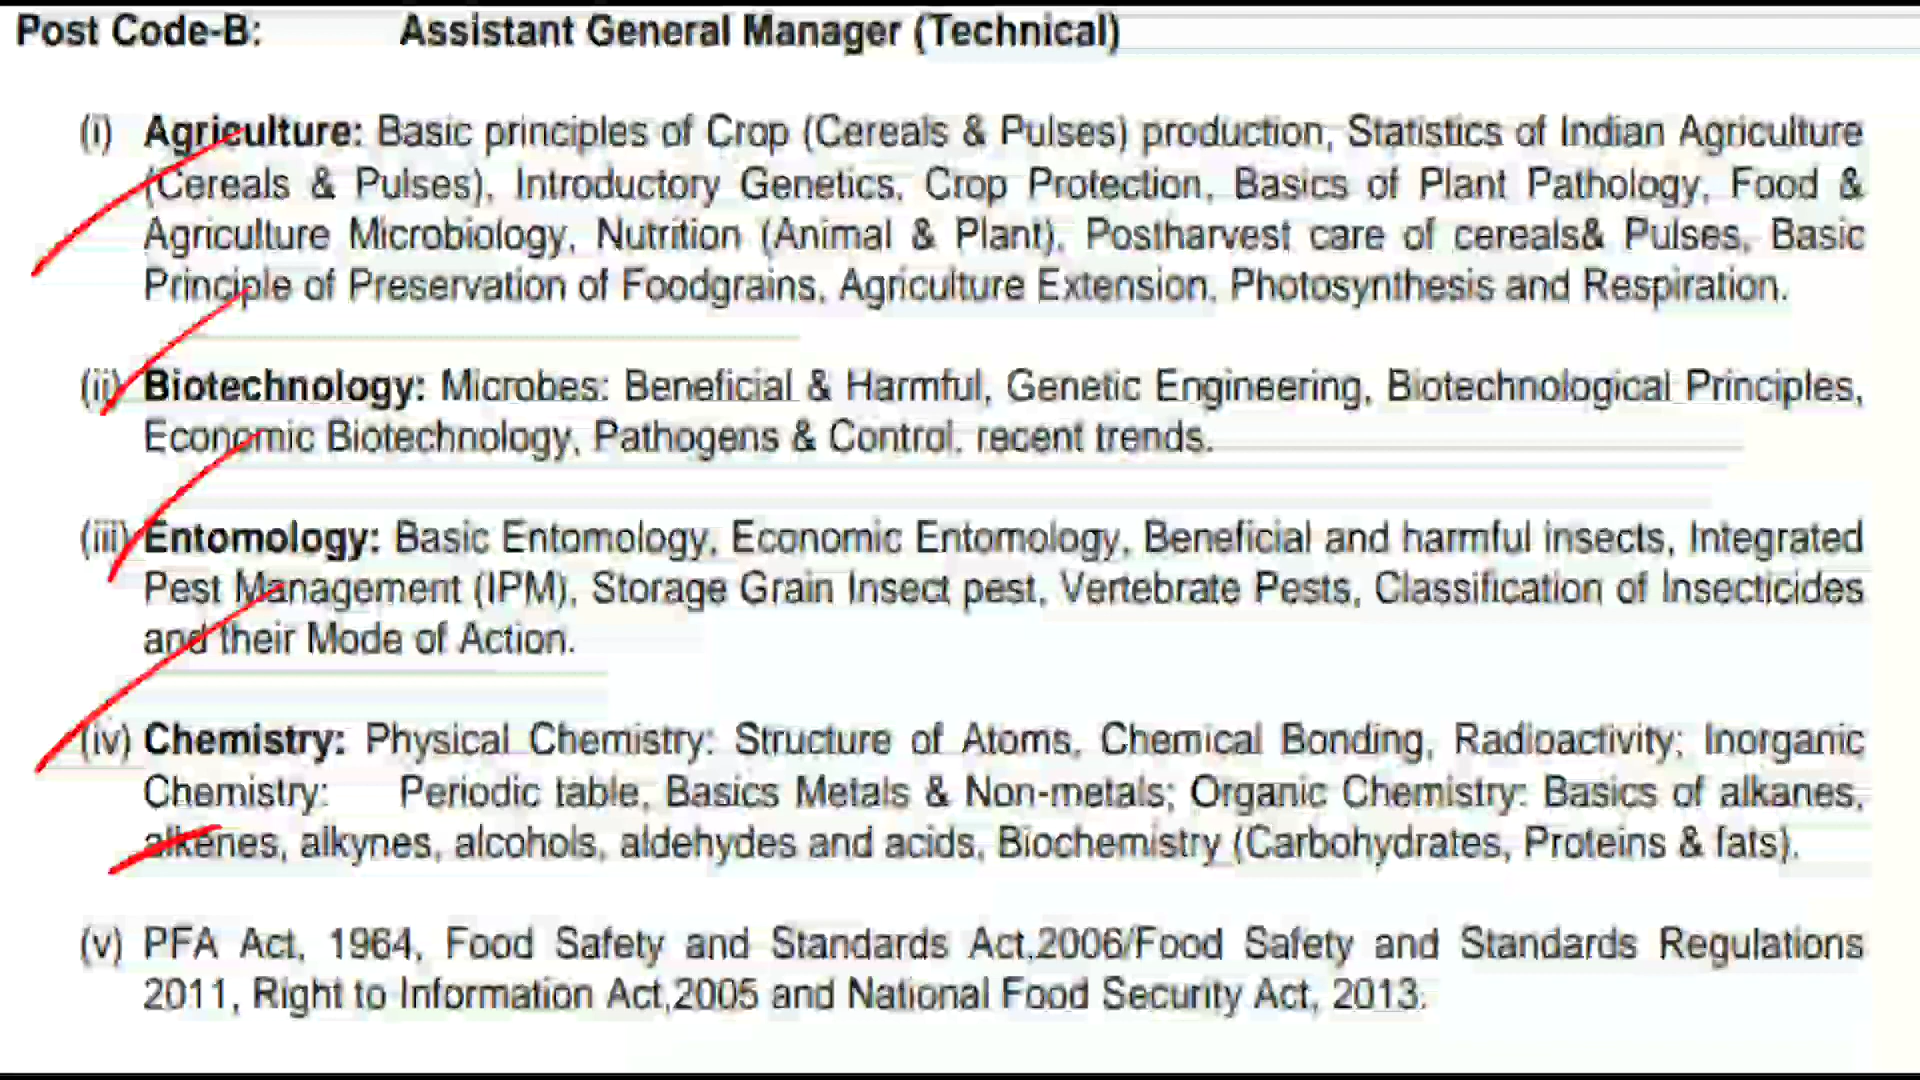 Post Code-B: Assistant General Manager (Technical)
(i) Agriculture: Basic principles of Crop (Cereals & Pulses) production, Statistics of Indian Agriculture
(Cereals & Pulses), Introductory Genetics, Crop Protection, Basics of Plant Pathology, Food &
Agriculture Microbiology, Nutrition (Animal & Plant), Postharvest care of cereals& Pulses, Basic
Principle of Preservation of Foodgrains, Agriculture Extension, Photosynthesis and Respiration.
(ii) Biotechnology: Microbes: Beneficial & Harmful, Genetic Engineering, Biotechnological Principles,
Economic Biotechnology, Pathogens & Control, recent trends.
(iii) Entomology: Basic Entomology, Economic Entomology, Beneficial and harmful insects, Integrated
Pest Management (IPM), Storage Grain Insect pest, Vertebrate Pests, Classification of Insecticides
and their Mode of Action.
(iv) Chemistry: Physical Chemistry: Structure of Atoms, Chemical Bonding, Radioactivity; Inorganic
Chemistry: Periodic table, Basics Metals & Non-metals; Organic Chemistry: Basics of alkanes,
alkenes, alkynes, alcohols, aldehydes and acids, Biochemistry (Carbohydrates, Proteins & fats).
(v) PFA Act, 1964, Food Safety and Standards Act,2006/Food Safety and Standards Regulations
2011, Right to Information Act,2005 and National Food Security Act, 2013.